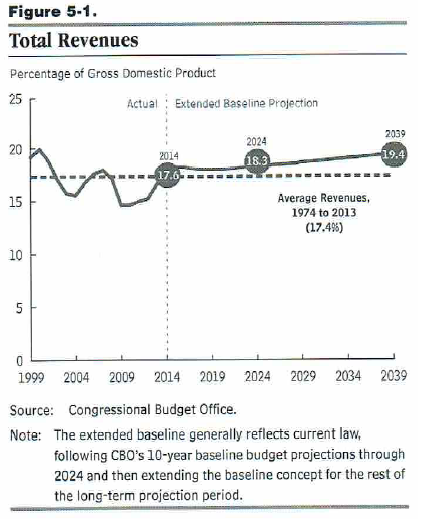 Figure 5-1.
Total Revenues
Percentage of Gross Domestic Product
25
Actual Extended Baseline Projection
20
2014
17.6
2024
18.3
2039
19.4
15
Average Revenues,
1974 to 2013
(17.4%)
10
5
0
1999 2004 2009 2014 2019 2024 2029 2034 2039
Source: Congressional Budget Office.
Note: The extended baseline generally reflects current law,
following CBO's 10-year baseline budget projections through
2024 and then extending the baseline concept for the rest of
the long-term projection period.